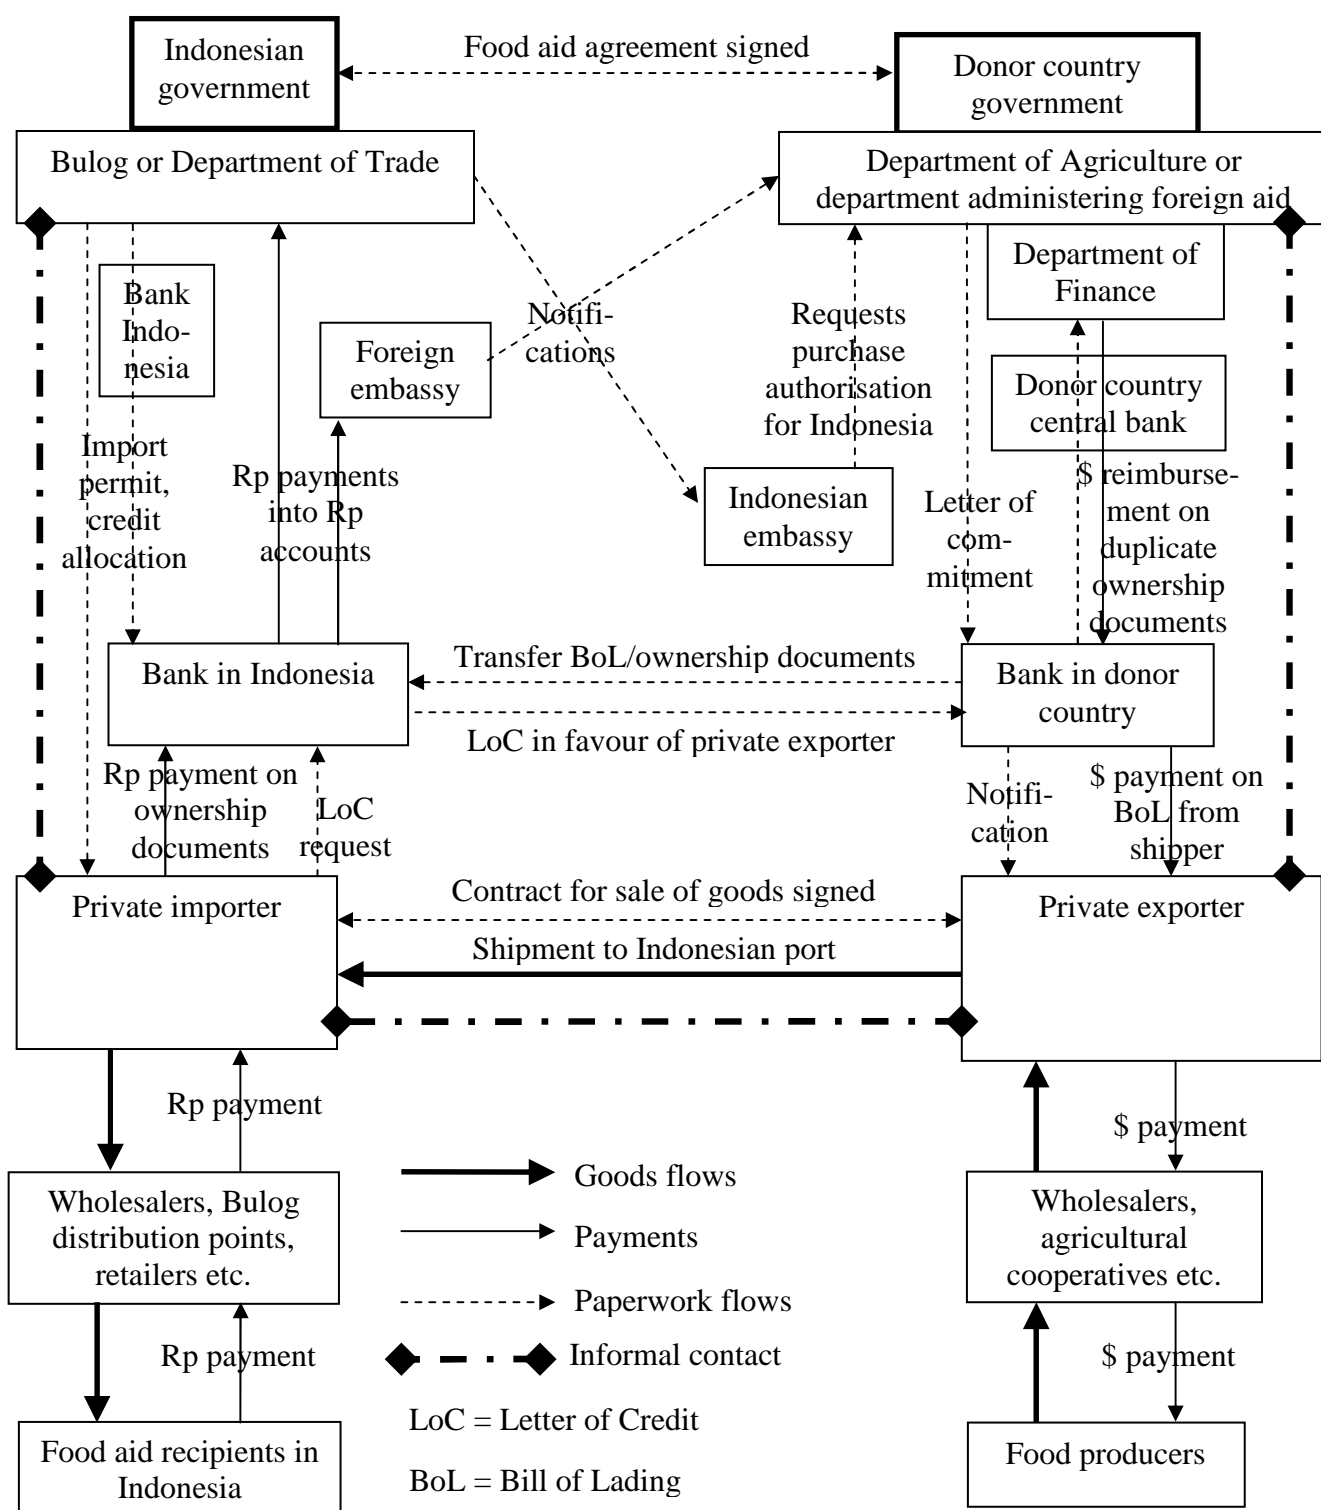 Indonesian
government
Food aid agreement signed
Donor country
government
Bulog or Department of Trade
Department of Agriculture or
department administering foreign aid
Bank
Indo-
nesia
Foreign
embassy
Notifi-
cations
Requests
purchase
authorisation
for Indonesia
Department of
Finance
Donor country
central bank
Import
permit,
credit
allocation
Rp payments
into Rp
accounts
Indonesian
embassy
Letter of
com-
mitment
$ reimburse-
ment on
duplicate
ownership
documents
Bank in Indonesia
Transfer BoL/ownership documents
LoC in favour of private exporter
Bank in donor
country
Rp payment on
ownership
documents
LoC
request
Notifi-
cation
$ payment on
BoL from
shipper
Private importer
Contract for sale of goods signed
Shipment to Indonesian port
Private exporter
Rp payment
$ payment
Wholesalers, Bulog
distribution points,
retailers etc.
Goods flows
Payments
Paperwork flows
Informal contact
LoC = Letter of Credit
BoL = Bill of Lading
Wholesalers,
agricultural
cooperatives etc.
Rp payment
$ payment
Food aid recipients in
Indonesia
Food producers